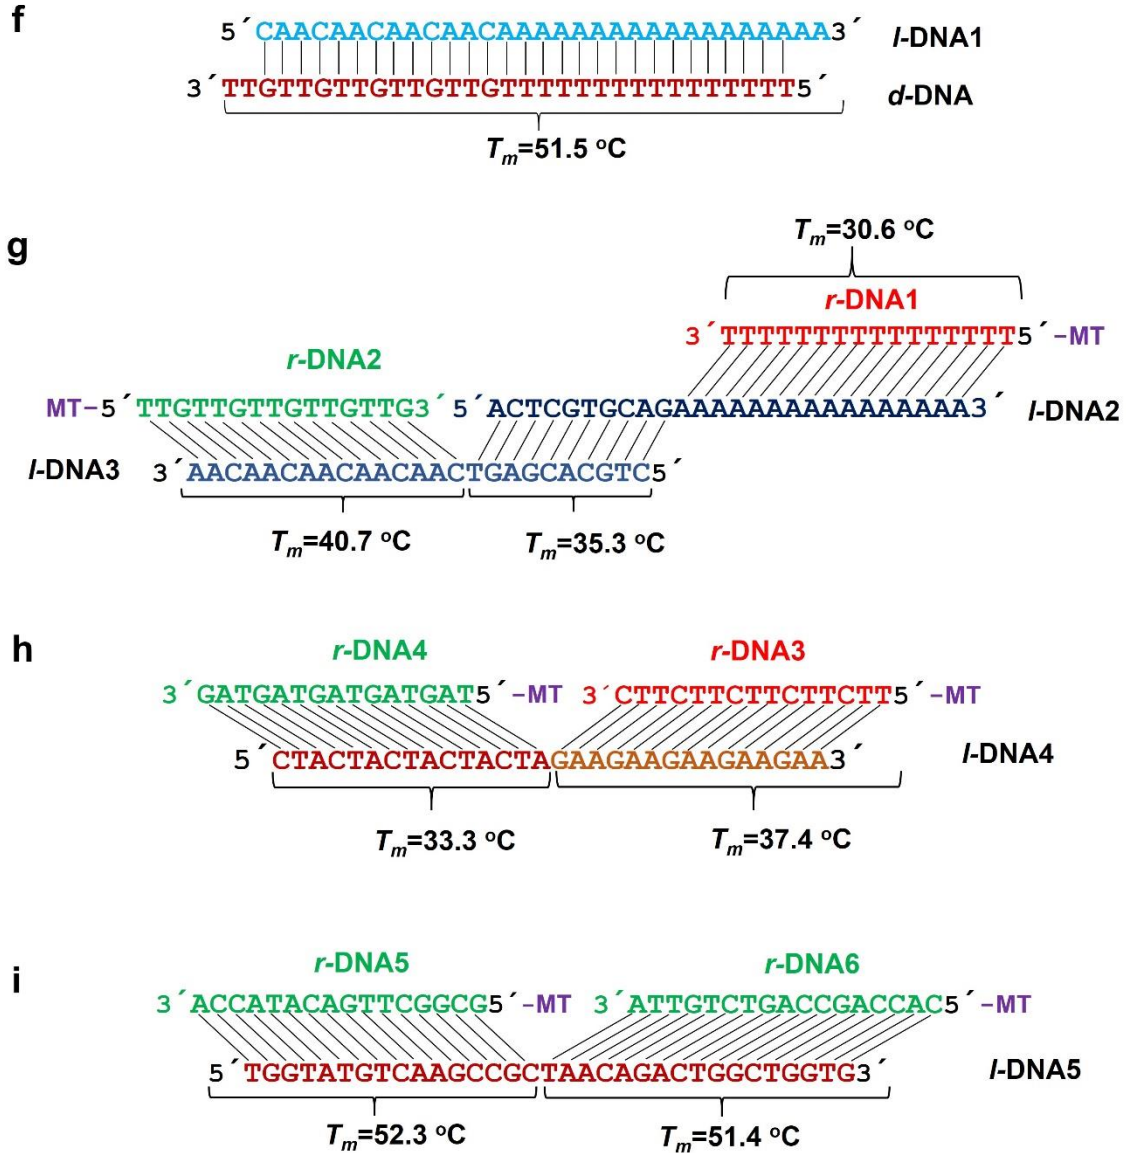 f
5´CAACAACAACAACAAAAAAAAAAAAAAAAAA3´ l-DNA1
3´TTGTTGTTGTTGTTGTTTTTTTTTTTTTTTT5´ d-DNA
Tm=51.5 °C
g
Tm=30.6 °C
r-DNA1
3´TTTTTTTTTTTTTTTT5´-MT
r-DNA2
MT-5´TTGTTGTTGTTGTTG3´ 5´ACTCGTGCAGAAAAAAAAAAAAAAAA3´ l-DNA2
l-DNA3 3´AACAACAACAACAACTGAGCACGTC5´
Tm=40.7 °C Tm=35.3 °C
h
r-DNA4 r-DNA3
3´GATGATGATGATGAT5´-MT 3´CTTCTTCTTCTTCTT5´-MT
5´CTACTACTACTACTAGAAGAAGAAGAAGAA3´ l-DNA4
Tm=33.3 °C Tm=37.4 °C
i
r-DNA5 r-DNA6
3´ACCATACAGTTCGGCG5´-MT 3´ATTGTCTGACCGACCAC5´-MT
5´TGGTATGTCAAGCCGCTAACAGACTGGCTGGTG3´ l-DNA5
Tm=52.3 °C Tm=51.4 °C